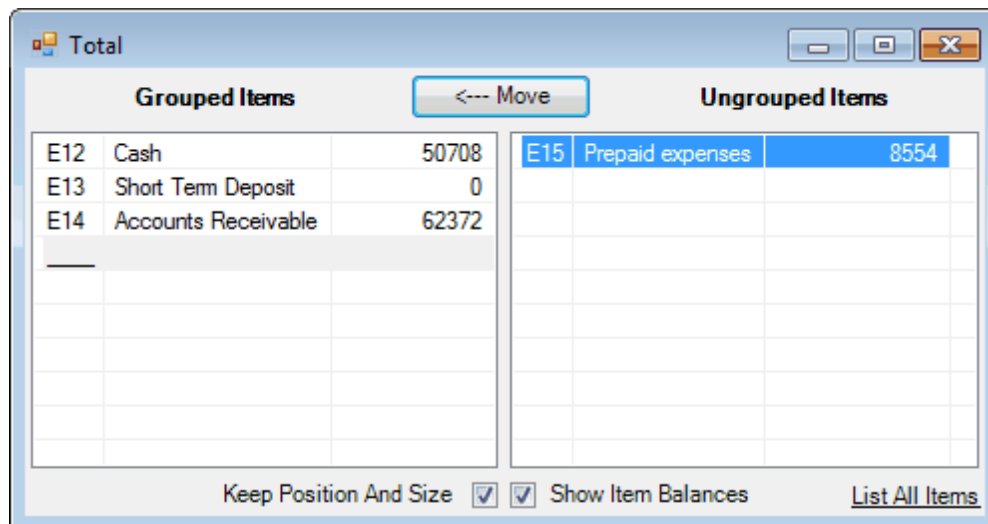 Total
Grouped Items
<--- Move
Ungrouped Items
E12 Cash 50708
E13 Short Term Deposit 0
E14 Accounts Receivable 62372
E15 Prepaid expenses 8554
Keep Position And Size
Show Item Balances
List All Items